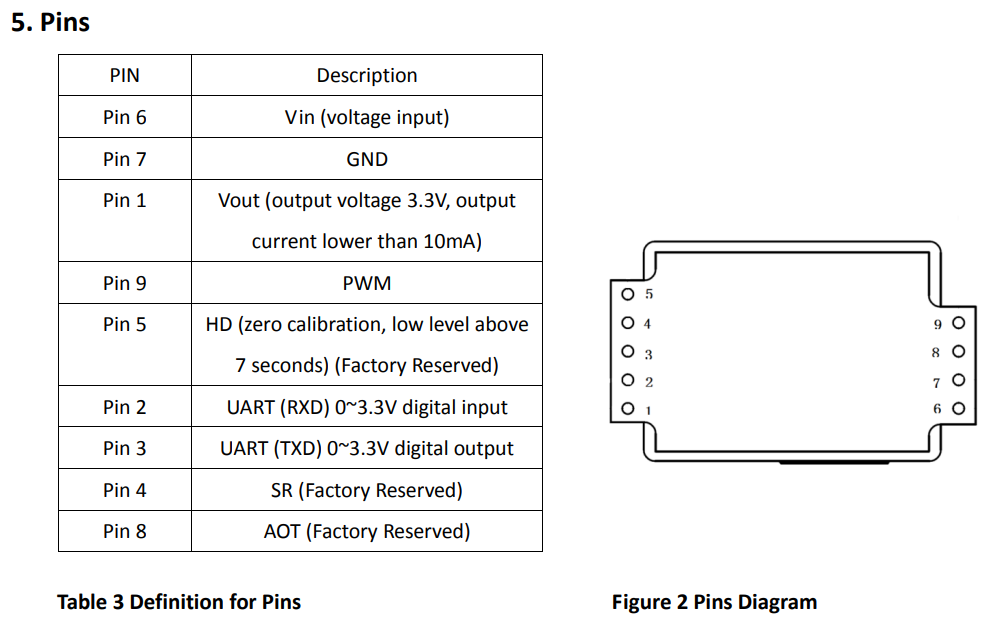 5. Pins
PIN Description
Pin 6 Vin (voltage input)
Pin 7 GND
Pin 1 Vout (output voltage 3.3V, output
current lower than 10mA)
Pin 9 PWM
Pin 5 HD (zero calibration, low level above
7 seconds) (Factory Reserved)
Pin 2 UART (RXD) 0~3.3V digital input
Pin 3 UART (TXD) 0~3.3V digital output
Pin 4 SR (Factory Reserved)
Pin 8 AOT (Factory Reserved)
Table 3 Definition for Pins
5
4
3
2
1
9
8
7
6
Figure 2 Pins Diagram